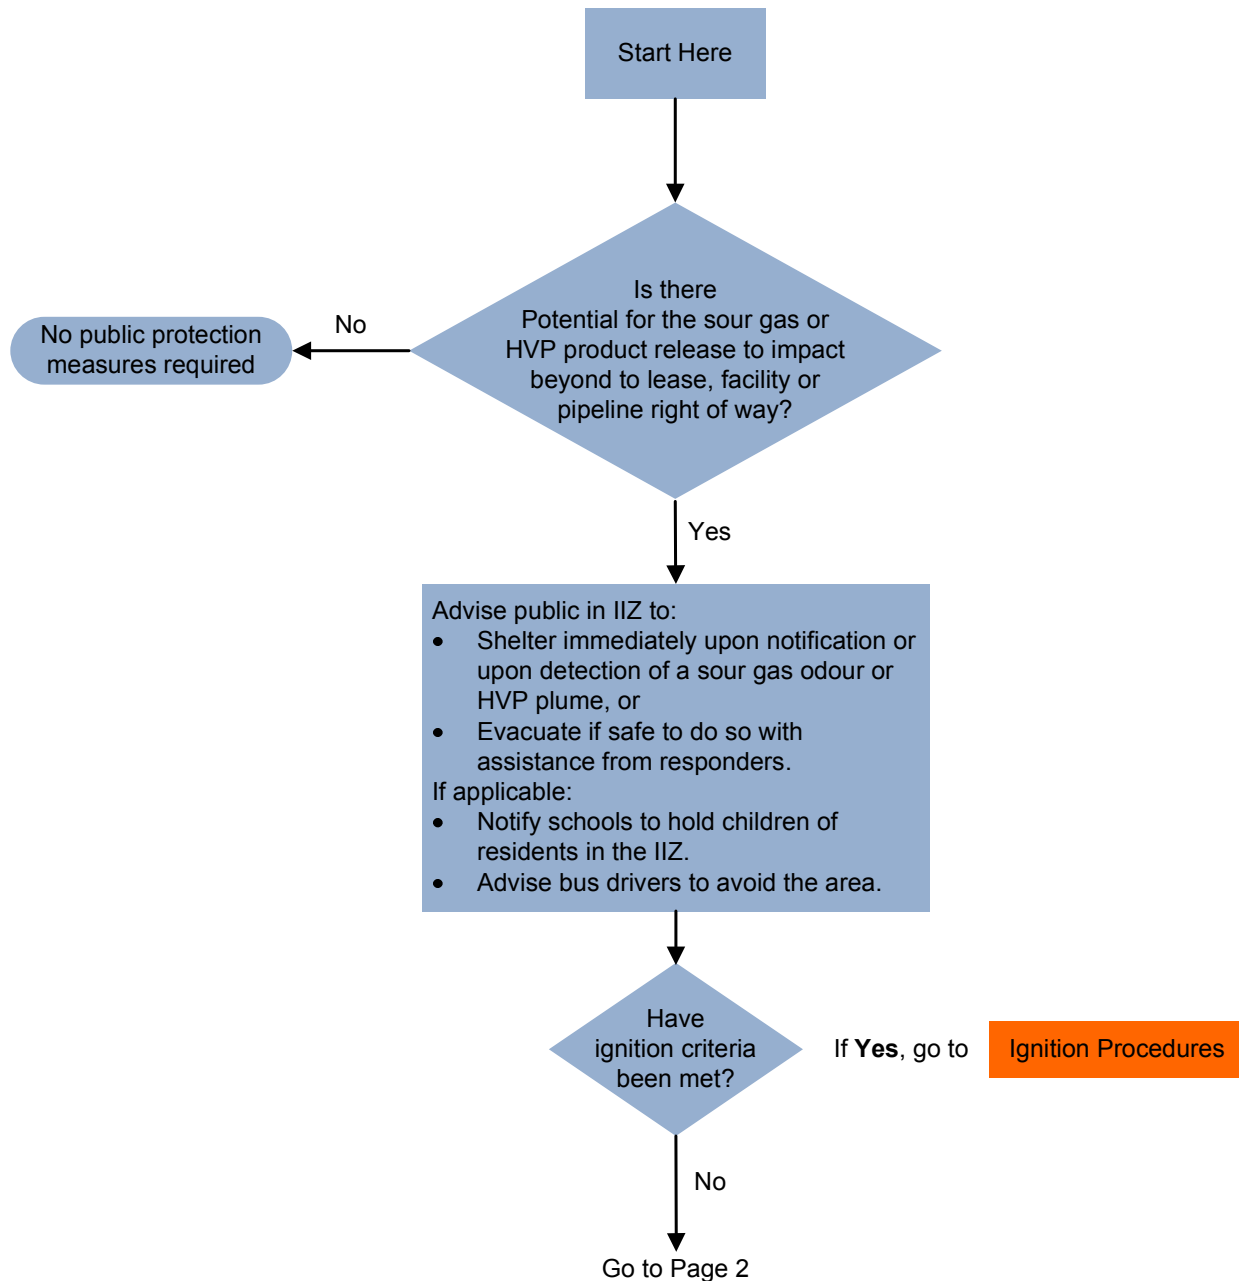 Start Here
Is there
Potential for the sour gas or
HVP product release to impact
beyond to lease, facility or
pipeline right of way?
No
No public protection
measures required
Yes
Advise public in IIZ to:
• Shelter immediately upon notification or
upon detection of a sour gas odour or
HVP plume, or
• Evacuate if safe to do so with
assistance from responders.
If applicable:
• Notify schools to hold children of
residents in the IIZ.
• Advise bus drivers to avoid the area.
Have
ignition criteria
been met?
If Yes, go to
Ignition Procedures
No
Go to Page 2